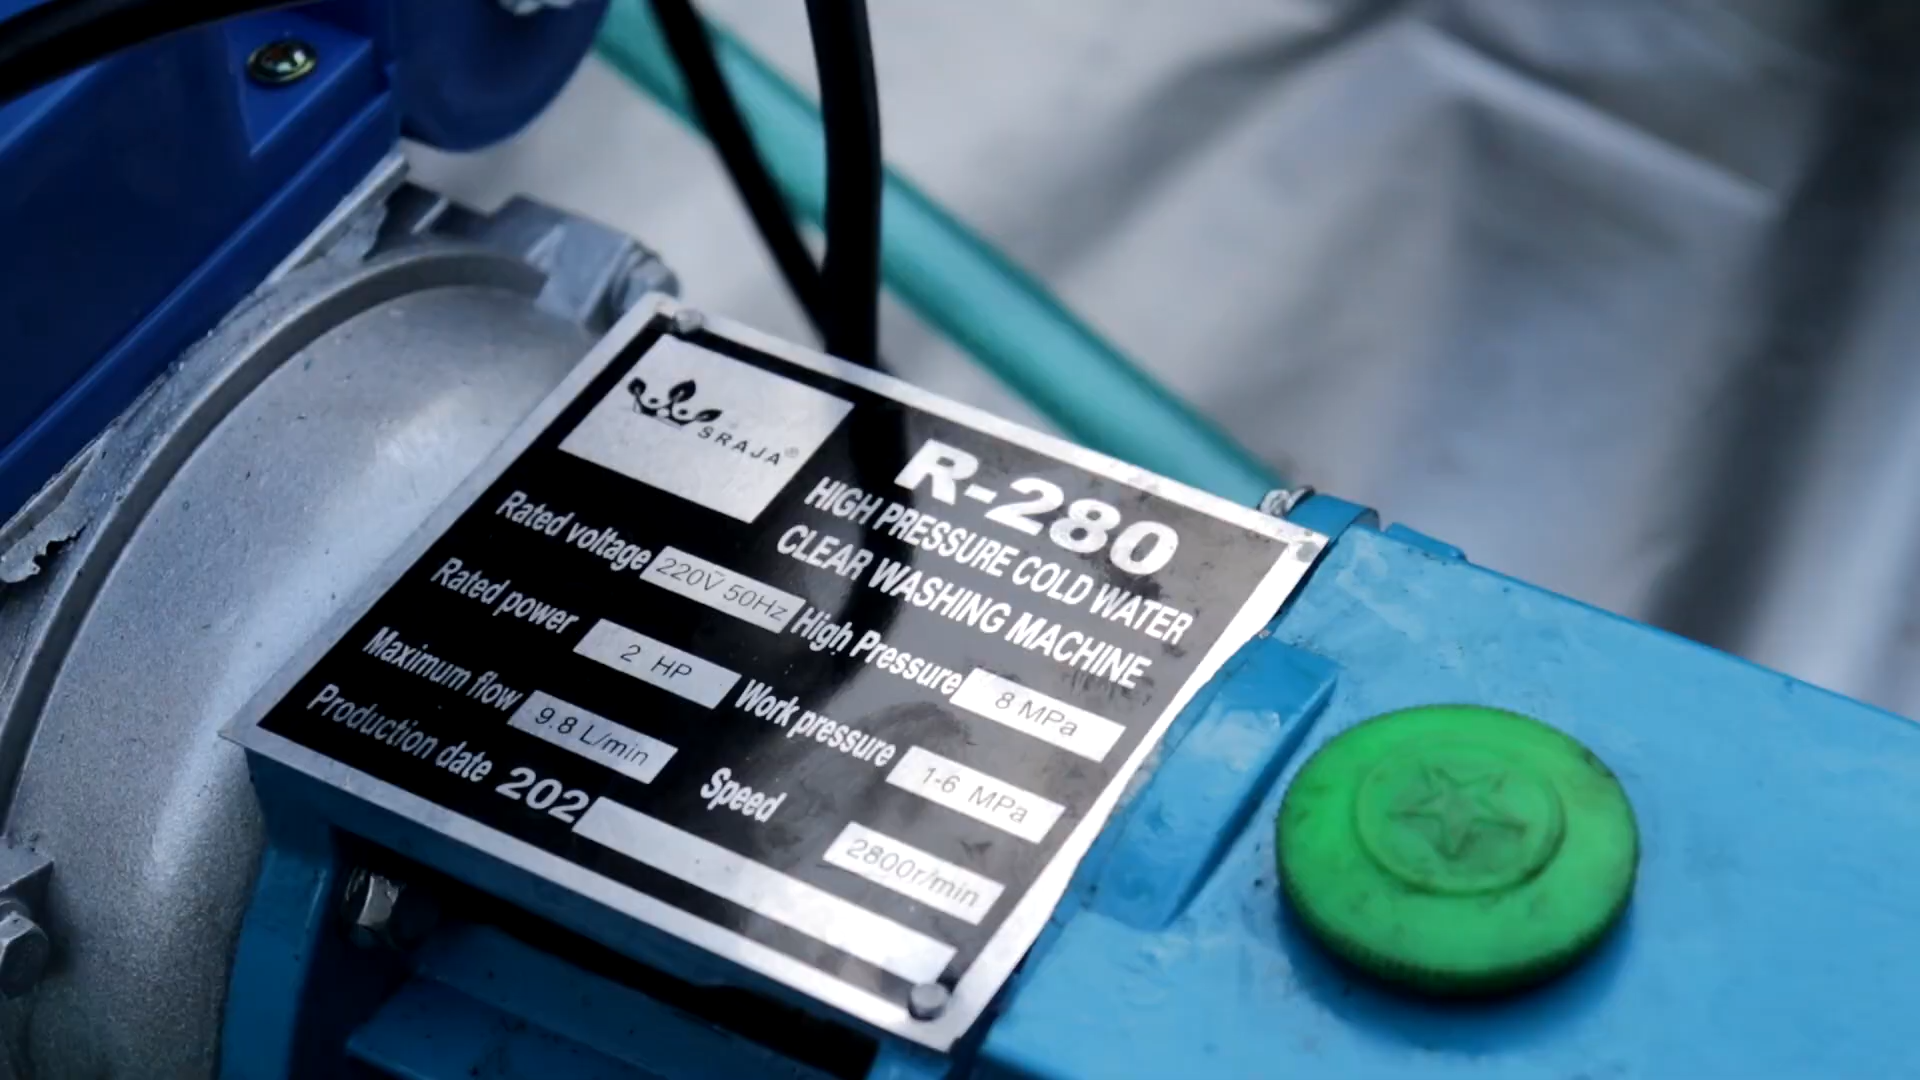 SRAJA®
R-280
HIGH PRESSURE COLD WATER
CLEAR WASHING MACHINE
Rated voltage 220V 50Hz High Pressure 8 MPa
Rated power 2 HP Work pressure 1-6 MPa
Maximum flow 9.8 L/min Speed 2800r/min
Production date 202